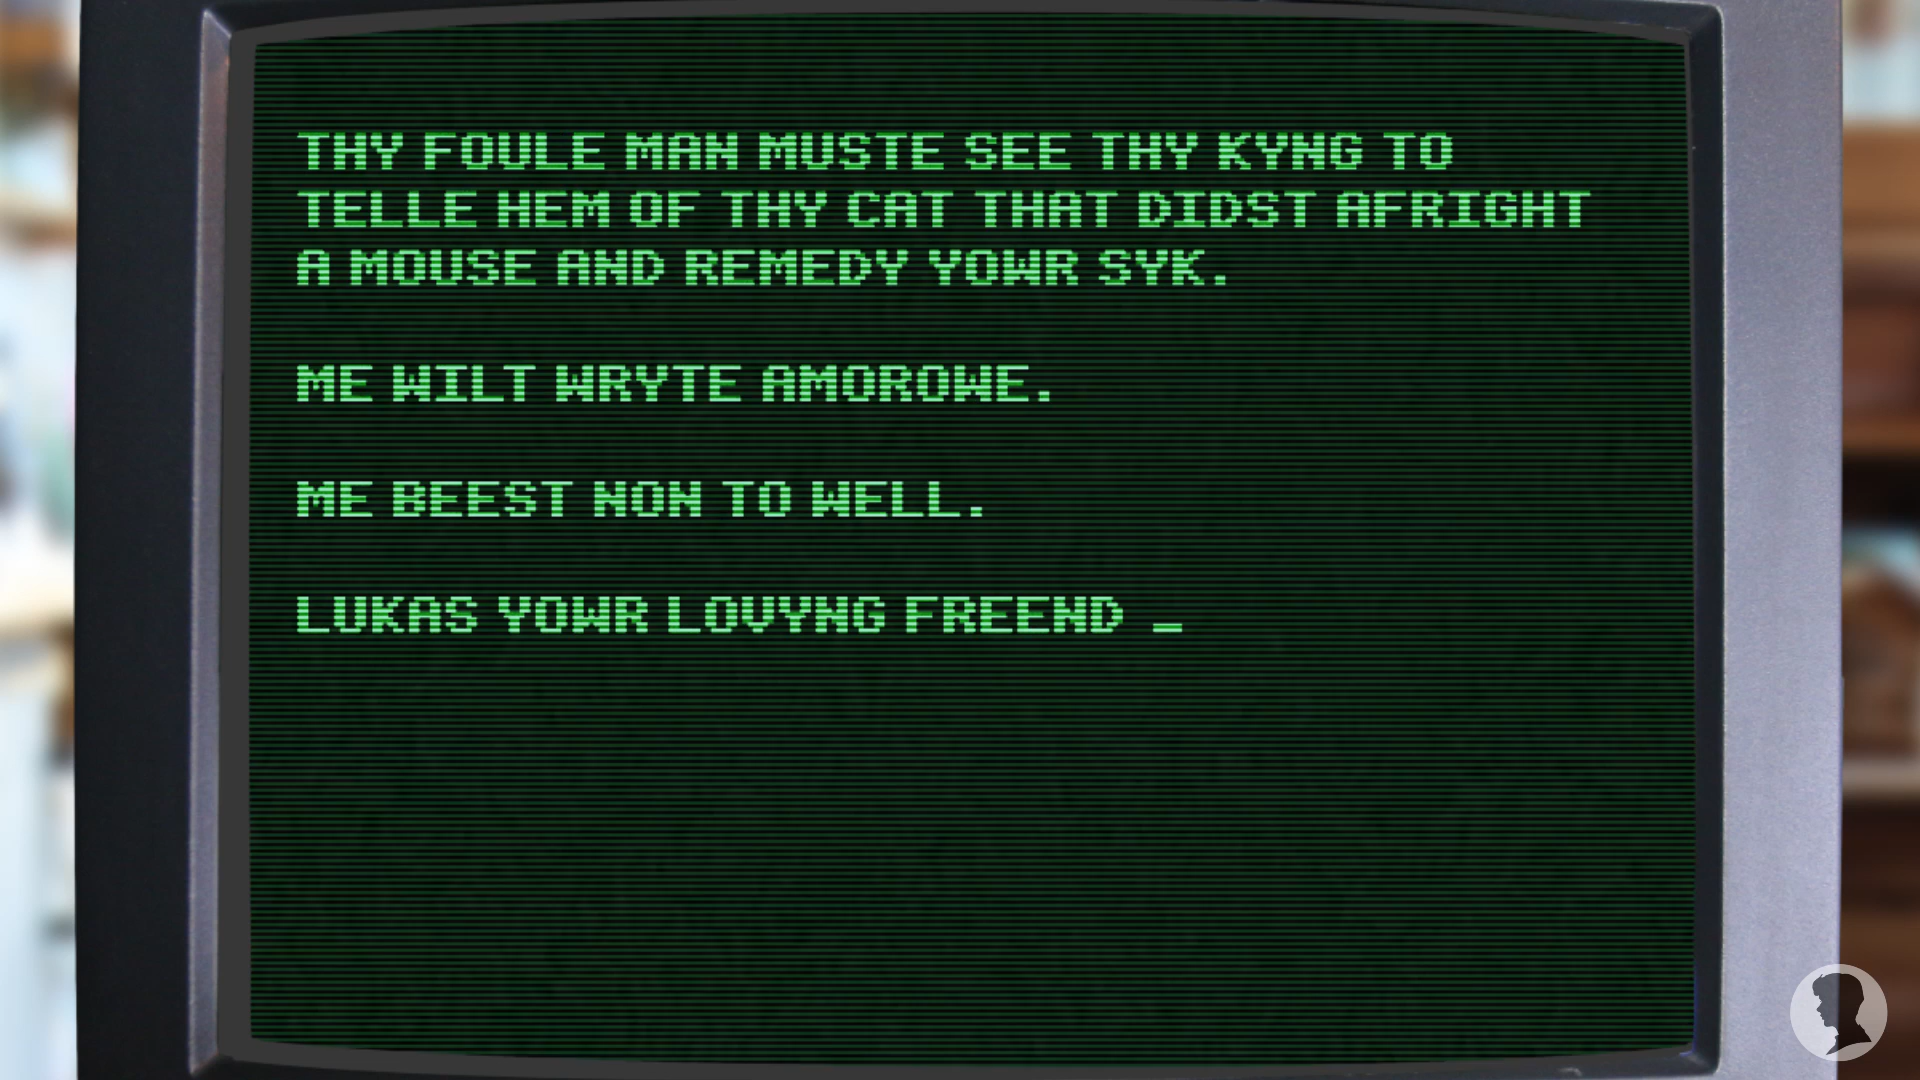 THY FOULE MAN MUSTE SEE THY KYNG TO
TELLE HEM OF THY CAT THAT DIDST AFRIGHT
A MOUSE AND REMEDY YOWR SYK.
ME WILT WRYTE AMOROWE.
ME BEEST NON TO WELL.
LUKAS YOWR LOVYNG FREEND _